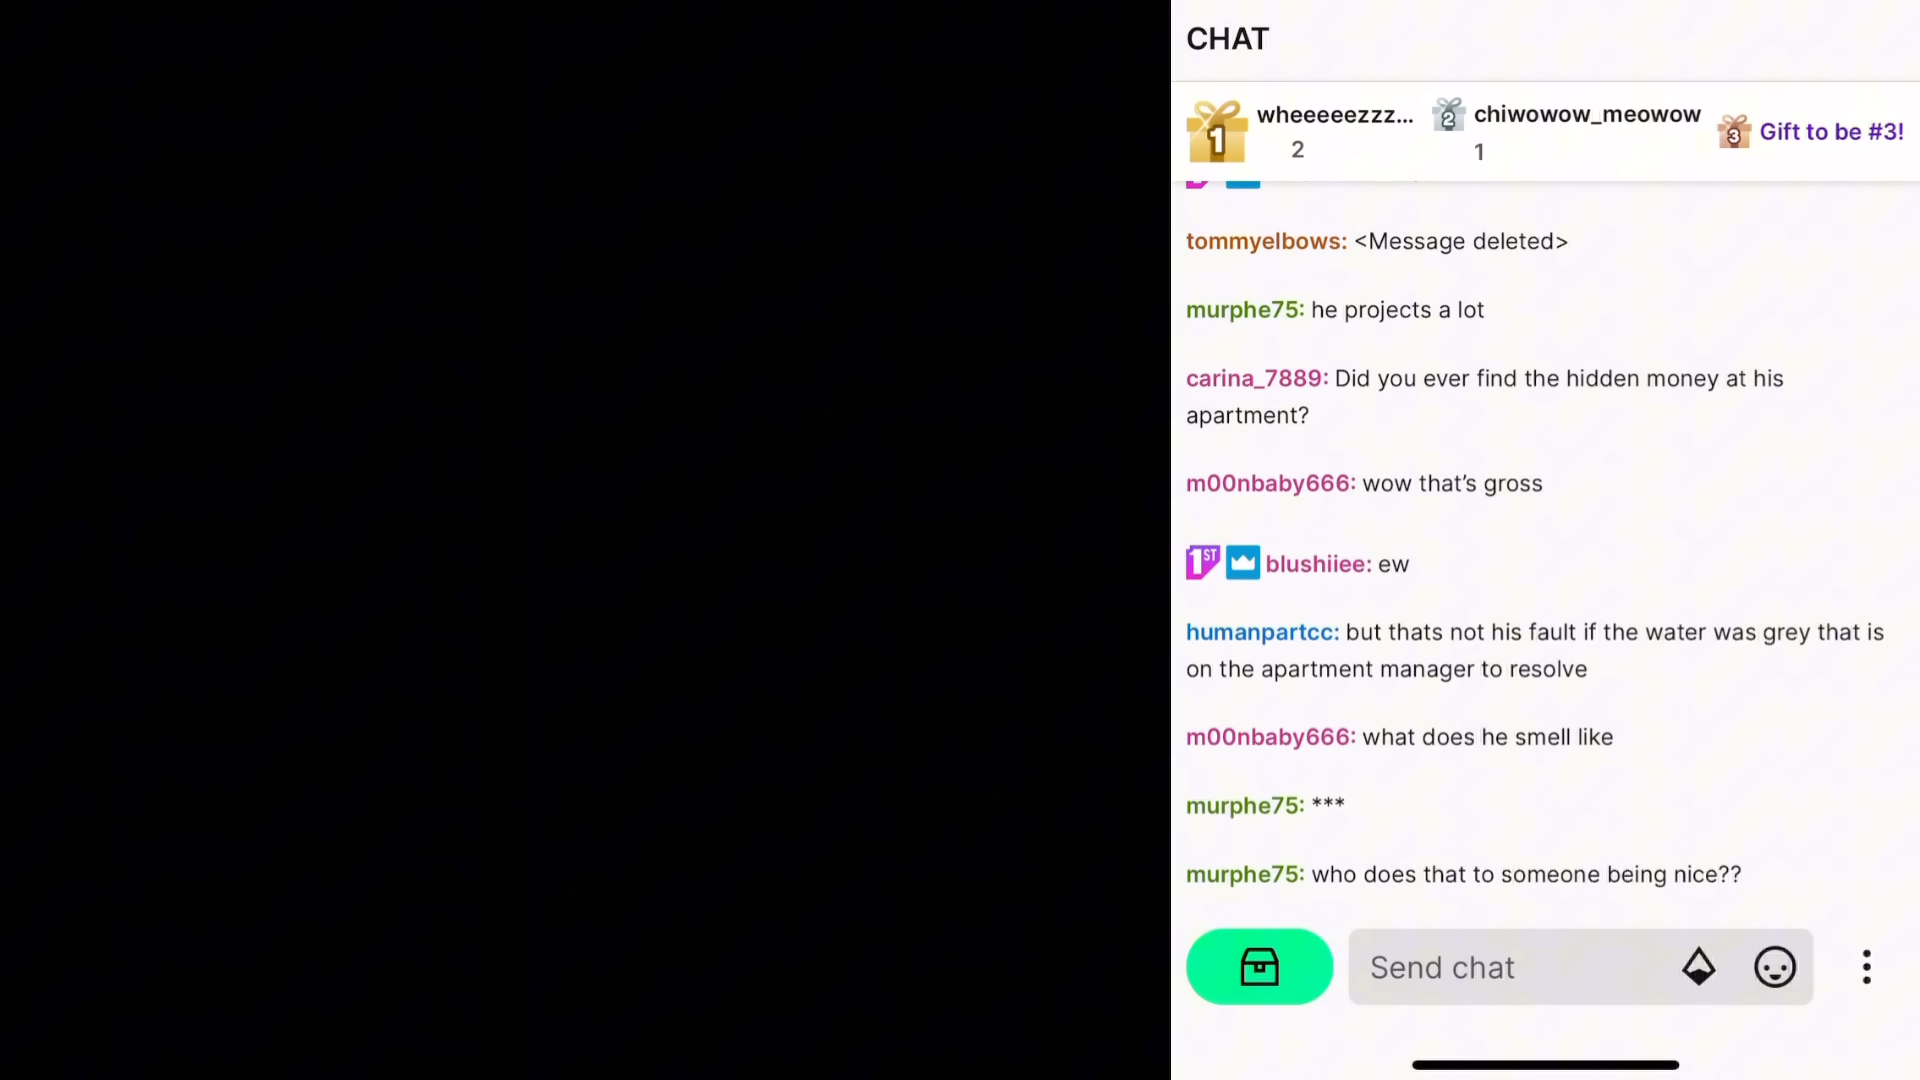 CHAT
1 wheeeeezzz... 2 chiwowow_meowow 3 Gift to be #3!
2 1
tommyelbows: <Message deleted>
murphe75: he projects a lot
carina_7889: Did you ever find the hidden money at his
apartment?
m00nbaby666: wow that’s gross
1ST blushiiee: ew
humanpartcc: but thats not his fault if the water was grey that is
on the apartment manager to resolve
m00nbaby666: what does he smell like
murphe75: ***
murphe75: who does that to someone being nice??
Send chat